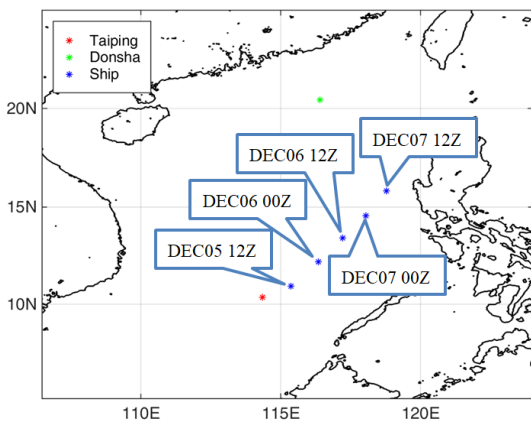 Taiping
Donsha
Ship
20N
DEC07 12Z
DEC06 12Z
DEC06 00Z
15N
DEC05 12Z
DEC07 00Z
10N
110E 115E 120E